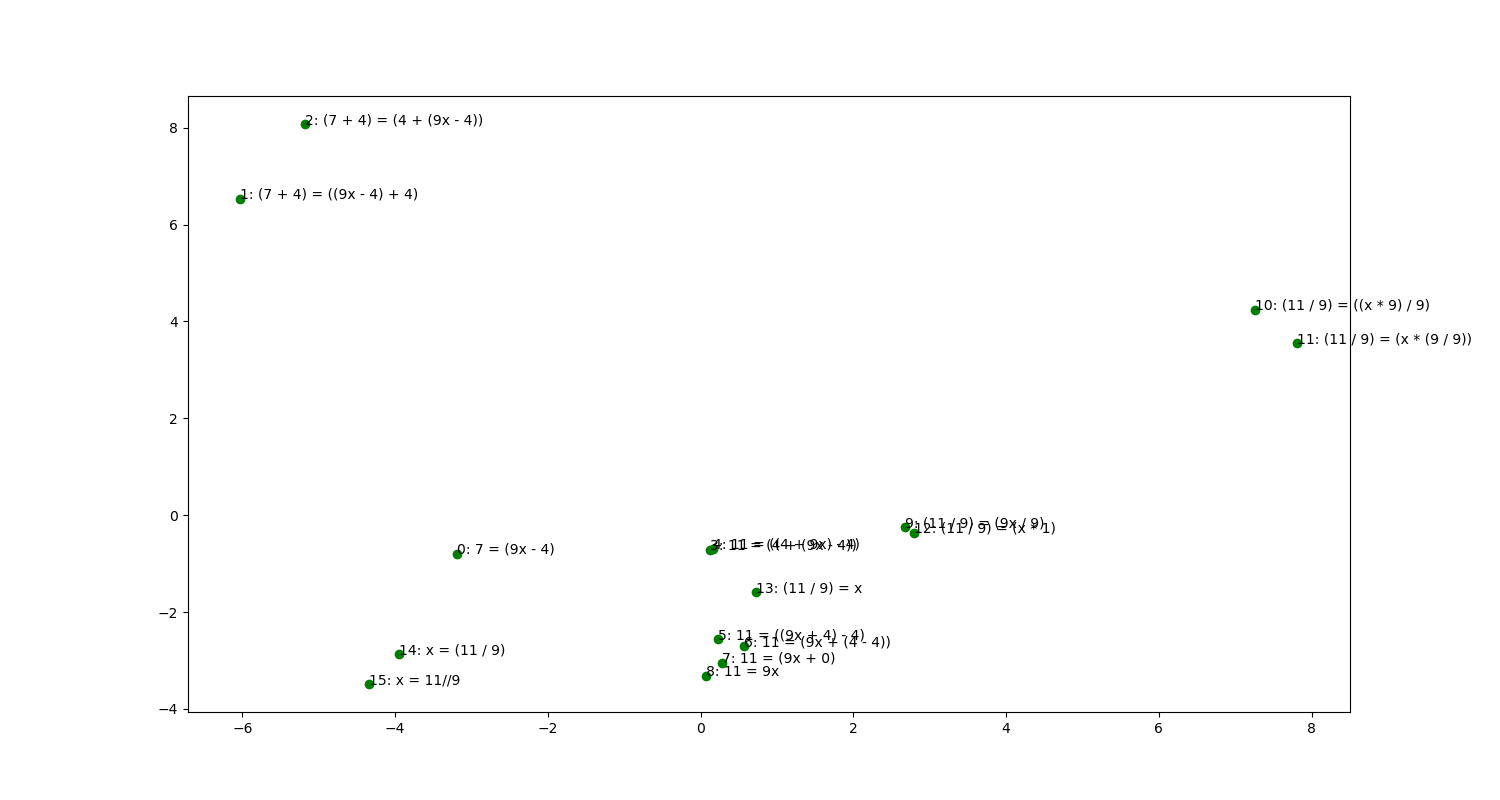 8
2: (7 + 4) = (4 + (9x - 4))
1: (7 + 4) = ((9x - 4) + 4)
6
10: (11 / 9) = ((x * 9) / 9)
4
11: (11 / 9) = (x * (9 / 9))
2
0
9: (11 / 9) = (9x / 9)
12: (11 / 9) = (x * 1)
0: 7 = (9x - 4)
13: (11 / 9) = x
−2
5: 11 = ((9x + 4) - 4)
6: 11 = (9x + (4 - 4))
14: x = (11 / 9)
7: 11 = (9x + 0)
8: 11 = 9x
15: x = 11//9
−4
−6 −4 −2 0 2 4 6 8